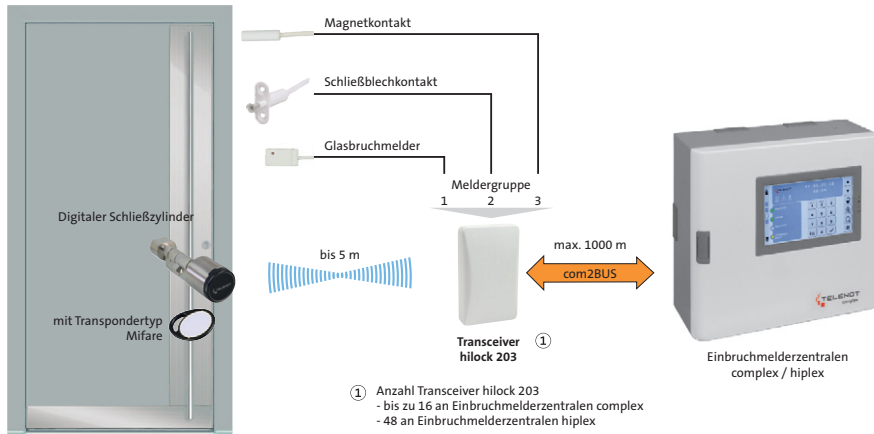 Magnetkontakt
Schließblechkontakt
Glasbruchmelder
Meldergruppe
1 2 3
Digitaler Schließzylinder
bis 5 m
max. 1000 m
com2BUS
TELENOT
complex
mit Transpondertyp
Mifare
Transceiver
hilock 203
1
Einbruchmelderzentralen
complex / hiplex
1 Anzahl Transceiver hilock 203
- bis zu 16 an Einbruchmelderzentralen complex
- 48 an Einbruchmelderzentralen hiplex